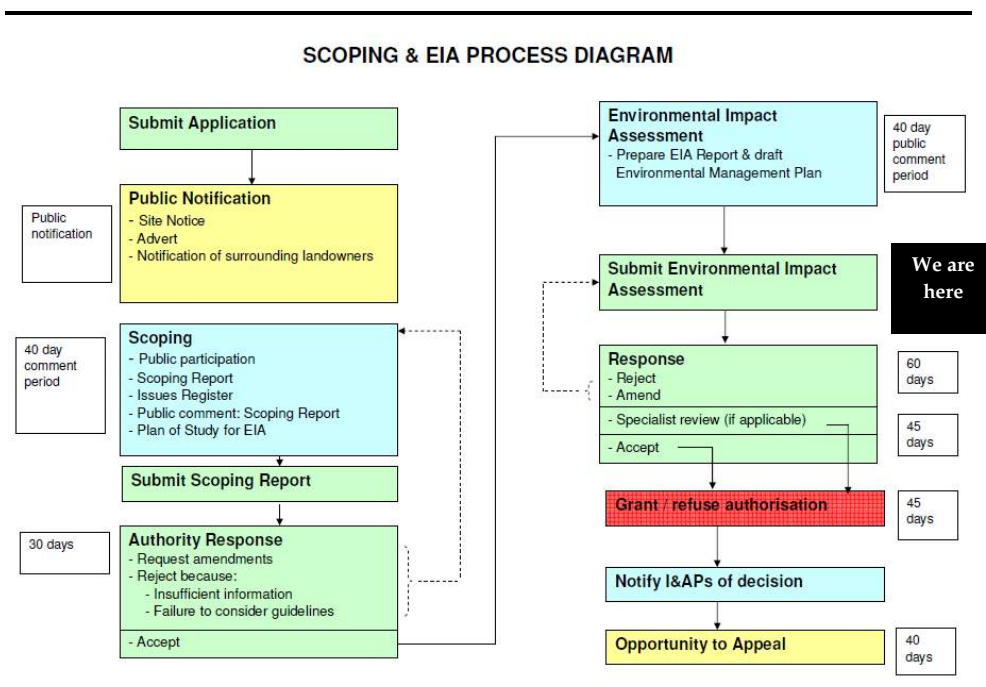 SCOPING & EIA PROCESS DIAGRAM
Submit Application
Public Notification
- Site Notice
- Advert
- Notification of surrounding landowners
Public
notification
Scoping
- Public participation
- Scoping Report
- Issues Register
- Public comment: Scoping Report
- Plan of Study for EIA
40 day
comment
period
Submit Scoping Report
Authority Response
- Request amendments
- Reject because:
- Insufficient information
- Failure to consider guidelines
- Accept
30 days
Environmental Impact
Assessment
- Prepare EIA Report & draft
Environmental Management Plan
40 day
public
comment
period
Submit Environmental Impact
Assessment
We are
here
Response
- Reject
- Amend
- Specialist review (if applicable)
- Accept
60
days
45
days
Grant / refuse authorisation
45
days
Notify I&APs of decision
Opportunity to Appeal
40
days